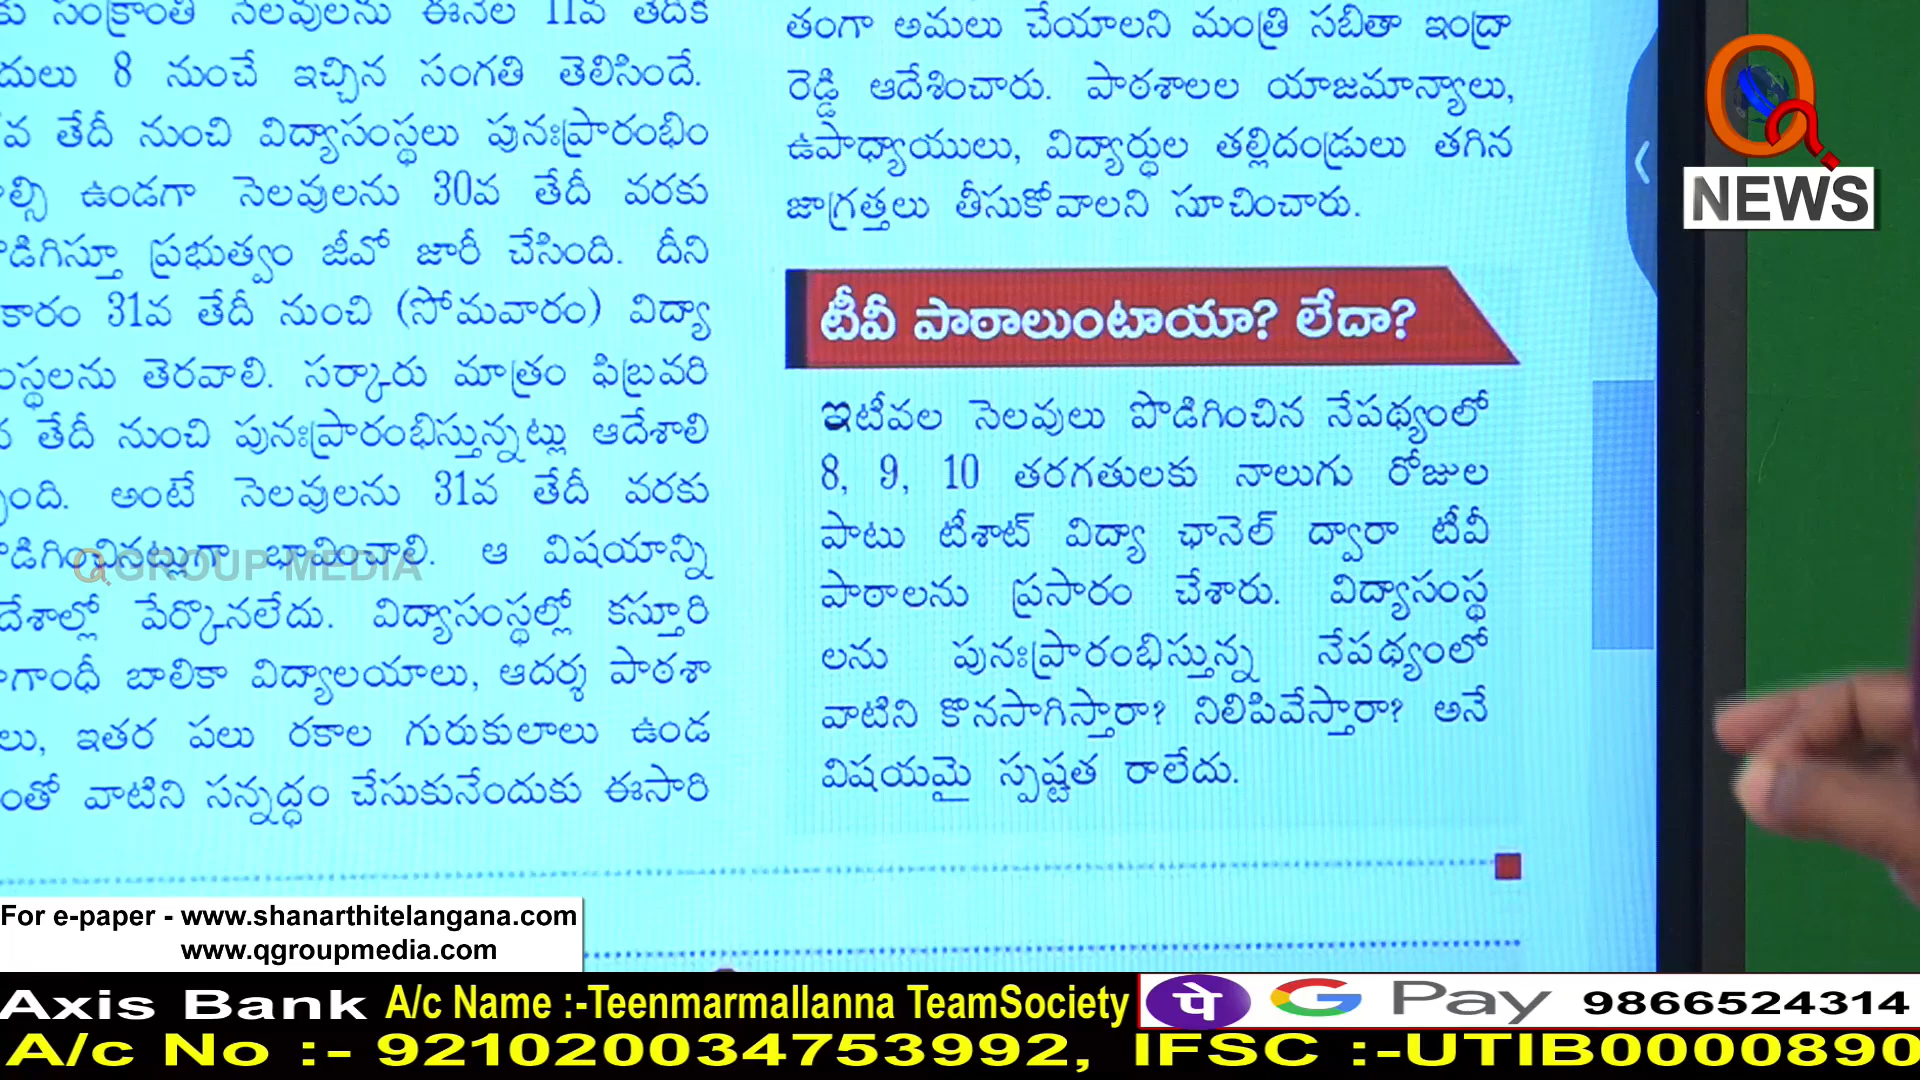 సంక్రాంతి సెలవులను ఈనెల 11వ తేదీకి
దులు 8 నుంచే ఇచ్చిన సంగతి తెలిసిందే.
వ తేదీ నుంచి విద్యాసంస్థలు పునఃప్రారంభం
ల్సి ఉండగా సెలవులను 30వ తేదీ వరకు
డిగిస్తూ ప్రభుత్వం జీవో జారీ చేసింది. దీని
కారం 31వ తేదీ నుంచి (సోమవారం) విద్యా
స్థలను తెరవాలి. సర్కారు మాత్రం ఫిబ్రవరి
తేదీ నుంచి పునఃప్రారంభిస్తున్నట్లు ఆదేశాలి
చ్చింది. అంటే సెలవులను 31వ తేదీ వరకు
డిగించినట్లుగా భావించాలి. ఆ విషయాన్ని
దేశాల్లో పేర్కొనలేదు. విద్యాసంస్థల్లో కస్తూరి
గాంధీ బాలికా విద్యాలయాలు, ఆదర్శ పాఠశా
లు, ఇతర పలు రకాల గురుకులాలు ఉండ
ంతో వాటిని సన్నద్ధం చేసుకునేందుకు ఈసారి
తంగా అమలు చేయాలని మంత్రి సబితా ఇంద్రా
రెడ్డి ఆదేశించారు. పాఠశాలల యాజమాన్యాలు,
ఉపాధ్యాయులు, విద్యార్థుల తల్లిదండ్రులు తగిన
జాగ్రత్తలు తీసుకోవాలని సూచించారు.
టీవీ పాఠాలుంటాయా? లేదా?
ఇటీవల సెలవులు పొడిగించిన నేపథ్యంలో
8, 9, 10 తరగతులకు నాలుగు రోజుల
పాటు టీశాట్ విద్యా ఛానెల్ ద్వారా టీవీ
పాఠాలను ప్రసారం చేశారు. విద్యాసంస్థ
లను పునఃప్రారంభిస్తున్న నేపథ్యంలో
వాటిని కొనసాగిస్తారా? నిలిపివేస్తారా? అనే
విషయమై స్పష్టత రాలేదు.
Q NEWS
Q GROUP MEDIA
For e-paper - www.shanarthitelangana.com
www.qgroupmedia.com
Axis Bank A/c Name :-Teenmarmallanna TeamSociety
पे G Pay 9866524314
A/c No :- 921020034753992, IFSC :-UTIB0000890